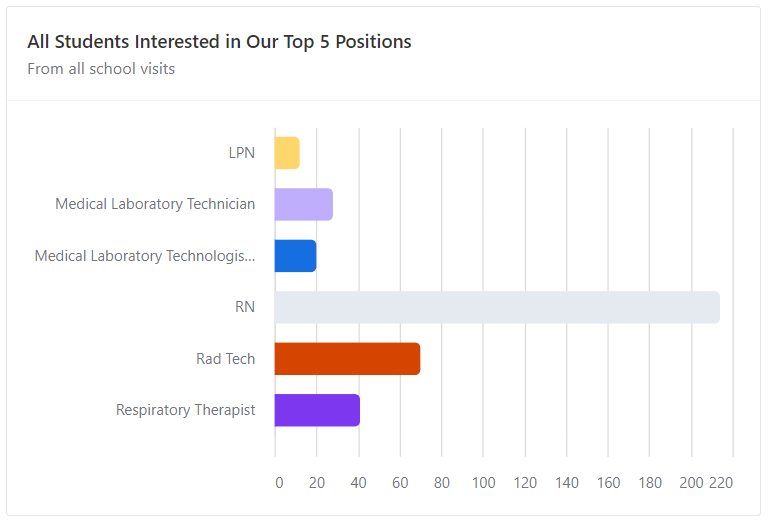 All Students Interested in Our Top 5 Positions
From all school visits
LPN
Medical Laboratory Technician
Medical Laboratory Technologis...
RN
Rad Tech
Respiratory Therapist
0 20 40 60 80 100 120 140 160 180 200 220